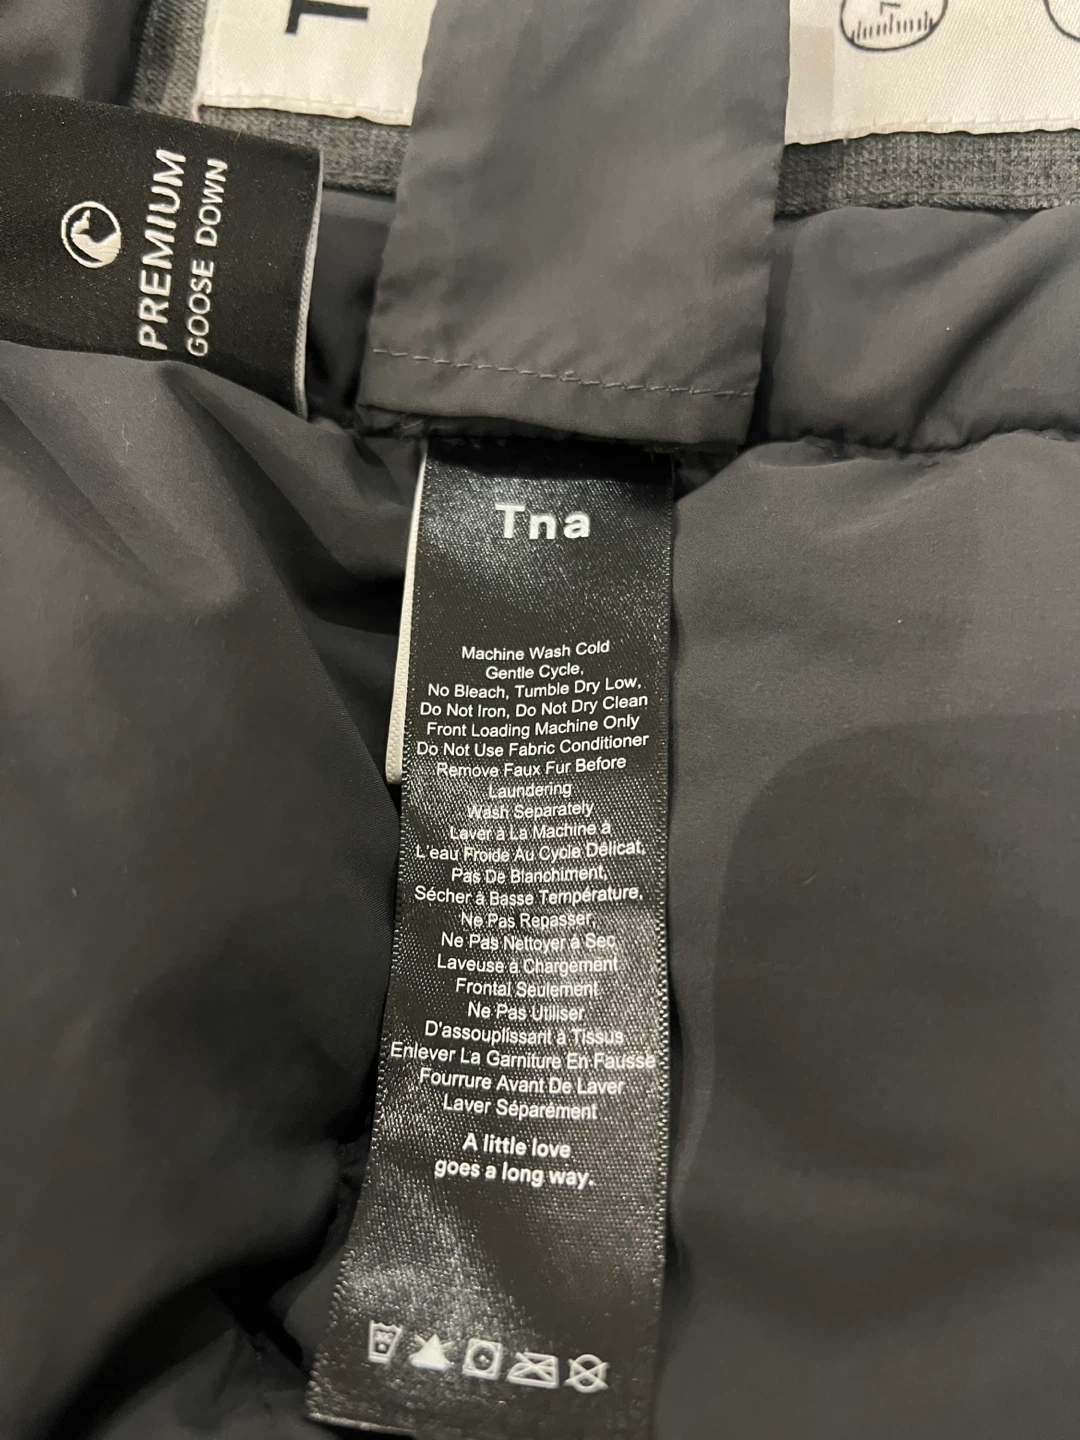 PREMIUM
GOOSE DOWN
Tna
Machine Wash Cold
Gentle Cycle,
No Bleach, Tumble Dry Low,
Do Not Iron, Do Not Dry Clean
Front Loading Machine Only
Do Not Use Fabric Conditioner
Remove Faux Fur Before
Laundering
Wash Separately
Laver à La Machine à
L'eau Froide Au Cycle Délicat,
Pas De Blanchiment,
Sécher à Basse Température,
Ne Pas Repasser,
Ne Pas Nettoyer à Sec
Laveuse à Chargement
Frontal Seulement
Ne Pas Utiliser
D'assouplissant à Tissus
Enlever La Garniture En Fausse
Fourrure Avant De Laver
Laver Séparément
A little love
goes a long way.